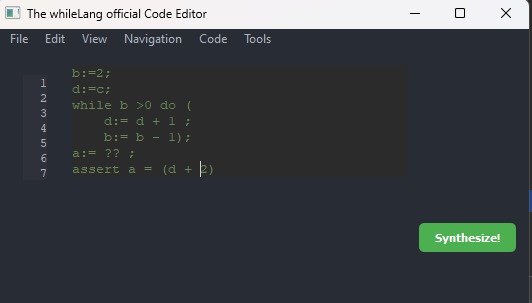 The whileLang official Code Editor
File Edit View Navigation Code Tools
1 b:=2;
2 d:=c;
3 while b >0 do (
4 d:= d + 1 ;
5 b:= b - 1);
6 a:= ?? ;
7 assert a = (d + 2)
Synthesize!